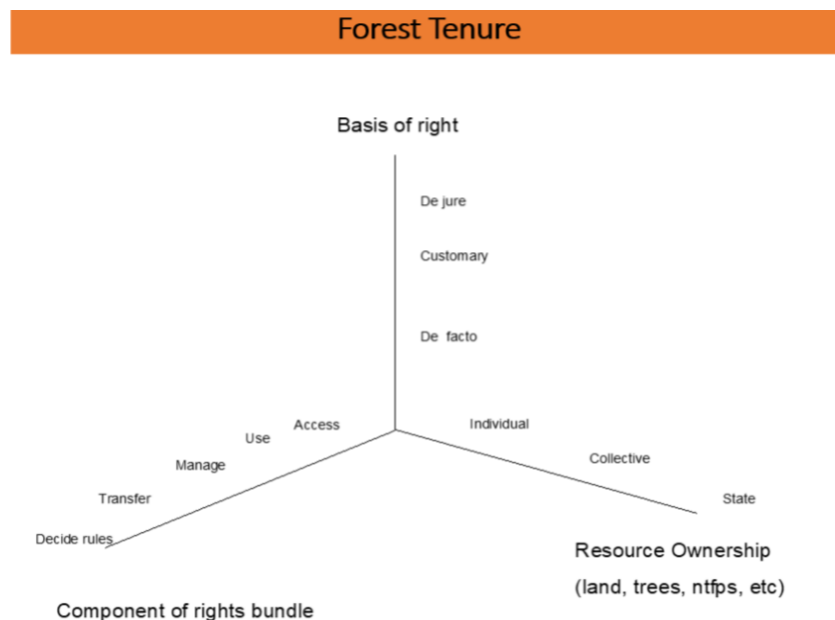 Forest Tenure
Basis of right
De jure
Customary
De facto
Access
Use
Manage
Transfer
Decide rules
Individual
Collective
State
Resource Ownership
(land, trees, ntfps, etc)
Component of rights bundle